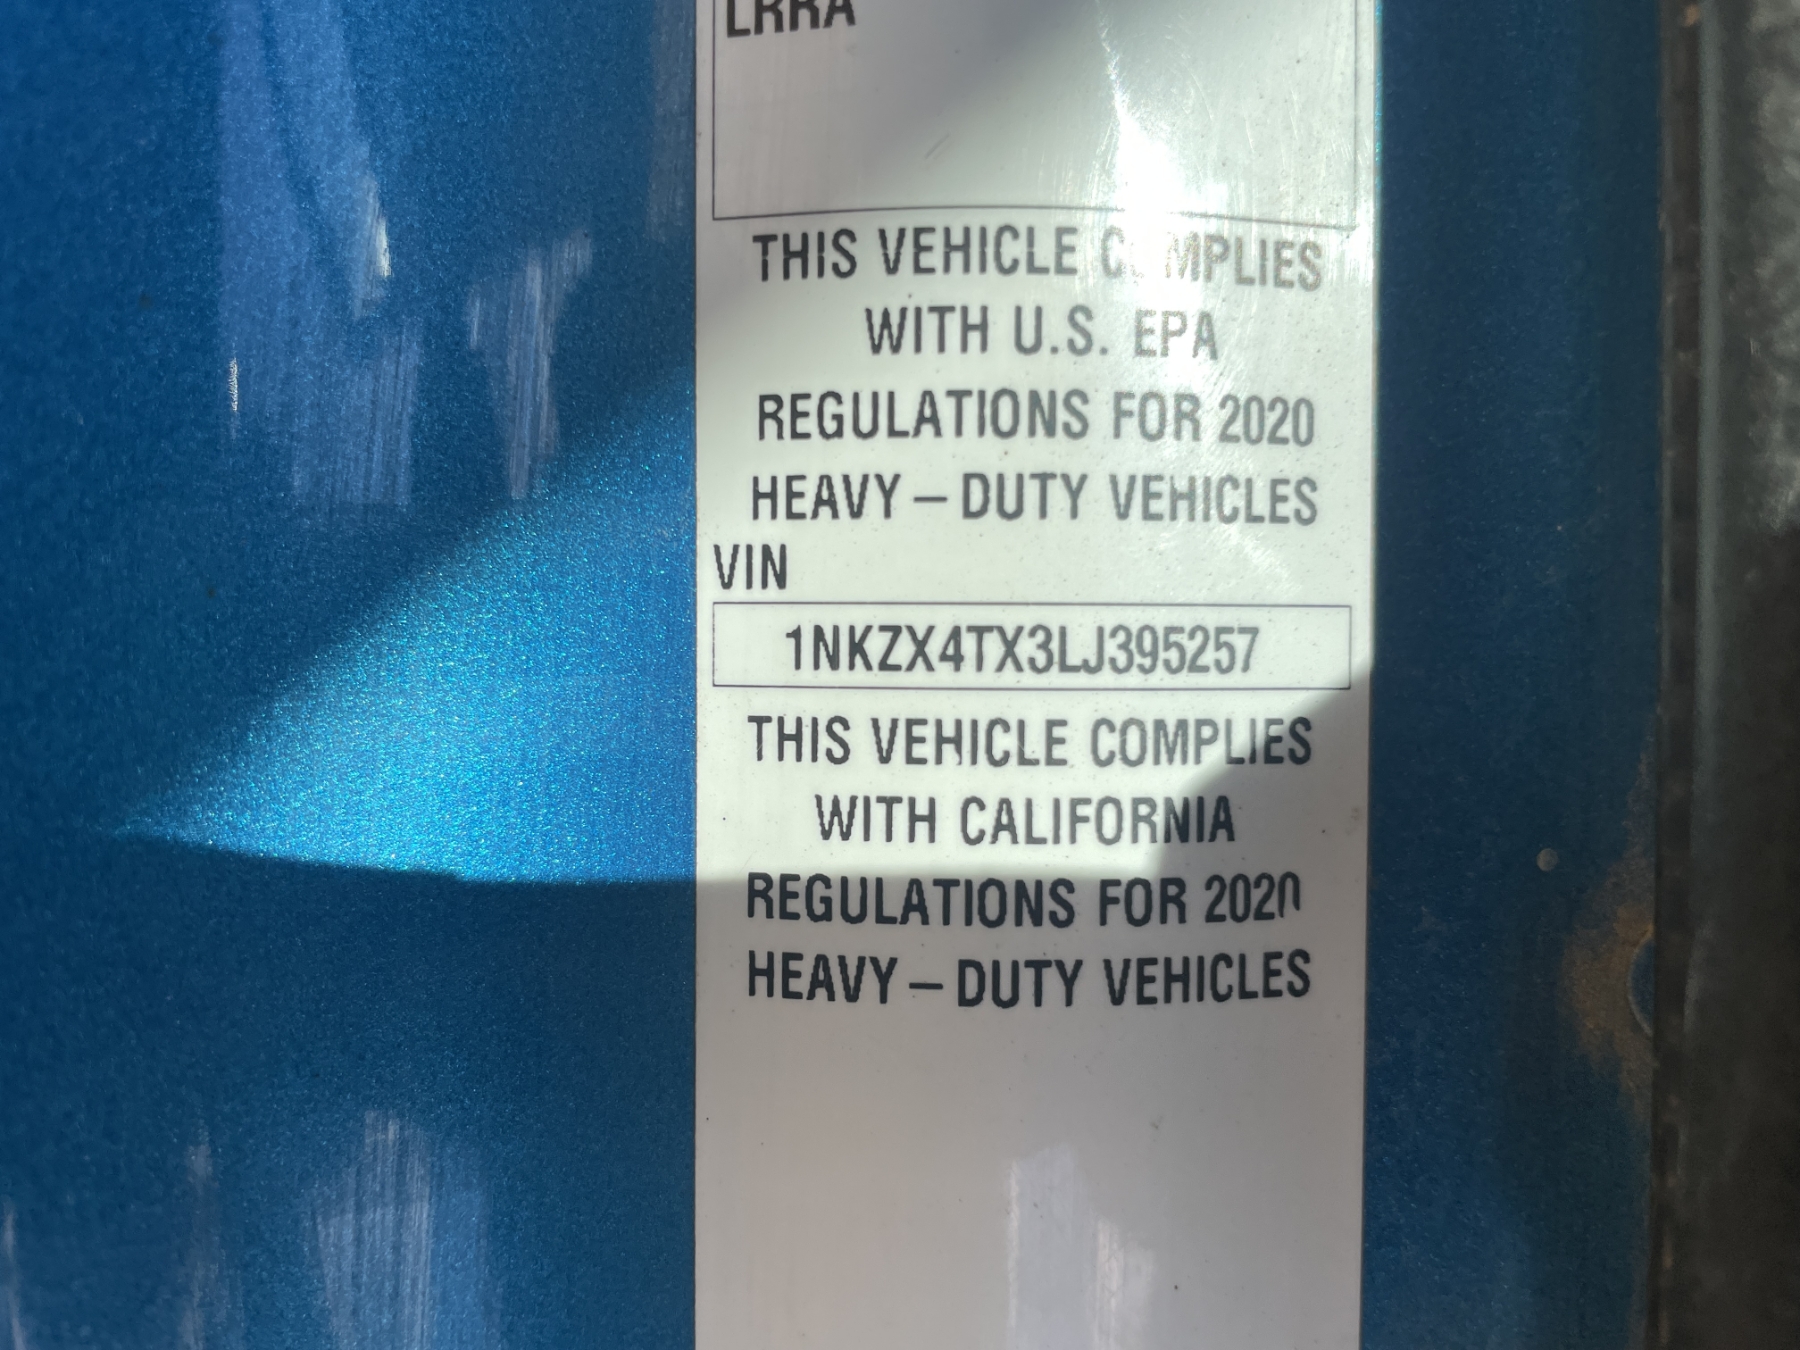 LRRA
THIS VEHICLE COMPLIES
WITH U.S. EPA
REGULATIONS FOR 2020
HEAVY – DUTY VEHICLES
VIN
1NKZX4TX3LJ395257
THIS VEHICLE COMPLIES
WITH CALIFORNIA
REGULATIONS FOR 2020
HEAVY – DUTY VEHICLES